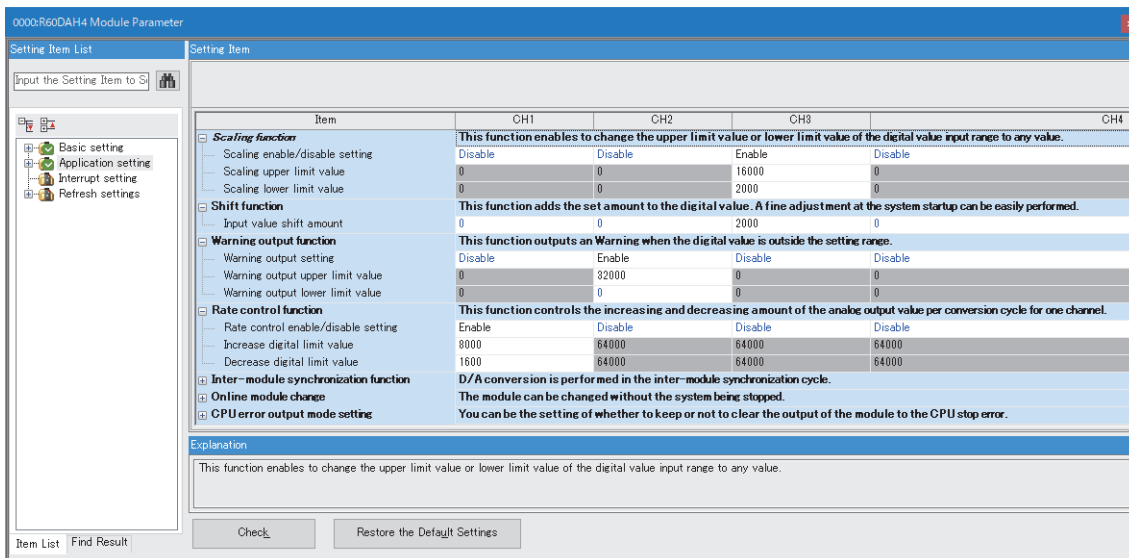 0000:R60DAH4 Module Parameter
Setting Item List
Setting Item
Input the Setting Item to S
Item CH1 CH2 CH3 CH4
Basic setting
Application setting
Interrupt setting
Refresh settings
Scaling function This function enables to change the upper limit value or lower limit value of the digital value input range to any value.
Scaling enable/disable setting Disable Disable Enable Disable
Scaling upper limit value 0 0 16000 0
Scaling lower limit value 0 0 2000 0
Shift function This function adds the set amount to the digital value. A fine adjustment at the system startup can be easily performed.
Input value shift amount 0 0 2000 0
Warning output function This function outputs an Warning when the digital value is outside the setting range.
Warning output setting Disable Enable Disable Disable
Warning output upper limit value 0 32000 0 0
Warning output lower limit value 0 0 0 0
Rate control function This function controls the increasing and decreasing amount of the analog output value per conversion cycle for one channel.
Rate control enable/disable setting Enable Disable Disable Disable
Increase digital limit value 8000 64000 64000 64000
Decrease digital limit value 1600 64000 64000 64000
Inter-module synchronization function D/A conversion is performed in the inter-module synchronization cycle.
Online module change The module can be changed without the system being stopped.
CPU error output mode setting You can be the setting of whether to keep or not to clear the output of the module to the CPU stop error.
Explanation
This function enables to change the upper limit value or lower limit value of the digital value input range to any value.
Check Restore the Default Settings
Item List Find Result